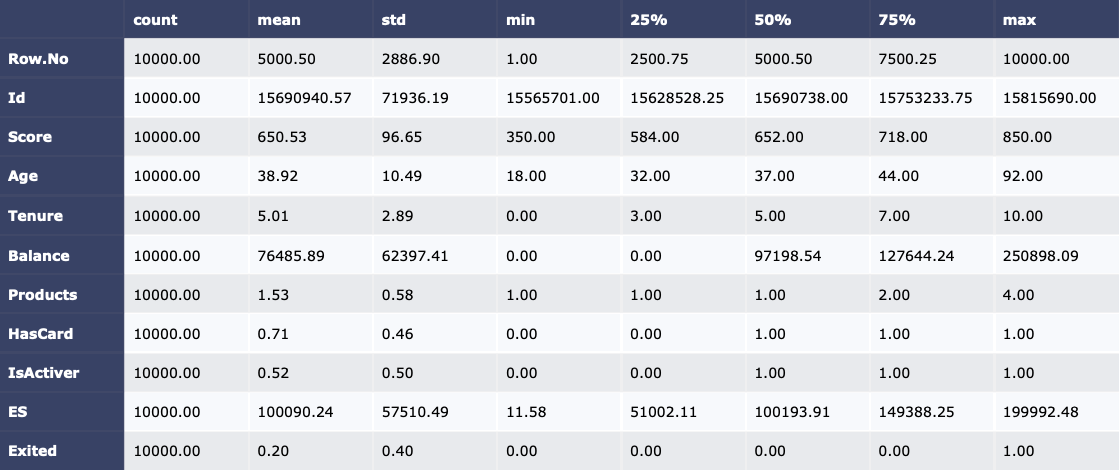 count mean std min 25% 50% 75% max
Row.No 10000.00 5000.50 2886.90 1.00 2500.75 5000.50 7500.25 10000.00
Id 10000.00 15690940.57 71936.19 15565701.00 15628528.25 15690738.00 15753233.75 15815690.00
Score 10000.00 650.53 96.65 350.00 584.00 652.00 718.00 850.00
Age 10000.00 38.92 10.49 18.00 32.00 37.00 44.00 92.00
Tenure 10000.00 5.01 2.89 0.00 3.00 5.00 7.00 10.00
Balance 10000.00 76485.89 62397.41 0.00 0.00 97198.54 127644.24 250898.09
Products 10000.00 1.53 0.58 1.00 1.00 1.00 2.00 4.00
HasCard 10000.00 0.71 0.46 0.00 0.00 1.00 1.00 1.00
IsActiver 10000.00 0.52 0.50 0.00 0.00 1.00 1.00 1.00
ES 10000.00 100090.24 57510.49 11.58 51002.11 100193.91 149388.25 199992.48
Exited 10000.00 0.20 0.40 0.00 0.00 0.00 0.00 1.00